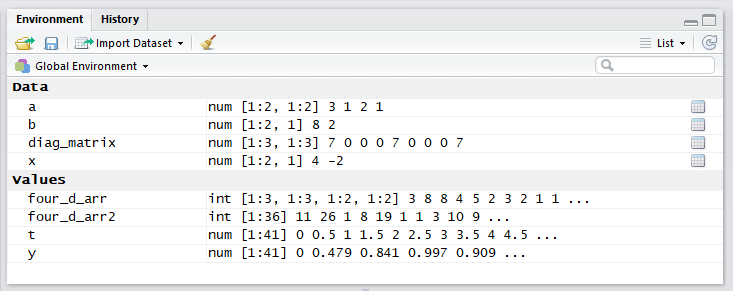 Environment History
Import Dataset List
Global Environment
Data
a num [1:2, 1:2] 3 1 2 1
b num [1:2, 1] 8 2
diag_matrix num [1:3, 1:3] 7 0 0 0 7 0 0 0 7
x num [1:2, 1] 4 -2
Values
four_d_arr int [1:3, 1:3, 1:2, 1:2] 3 8 8 4 5 2 3 2 1 1 ...
four_d_arr2 int [1:36] 11 26 1 8 19 1 1 3 10 9 ...
t num [1:41] 0 0.5 1 1.5 2 2.5 3 3.5 4 4.5 ...
y num [1:41] 0 0.479 0.841 0.997 0.909 ...